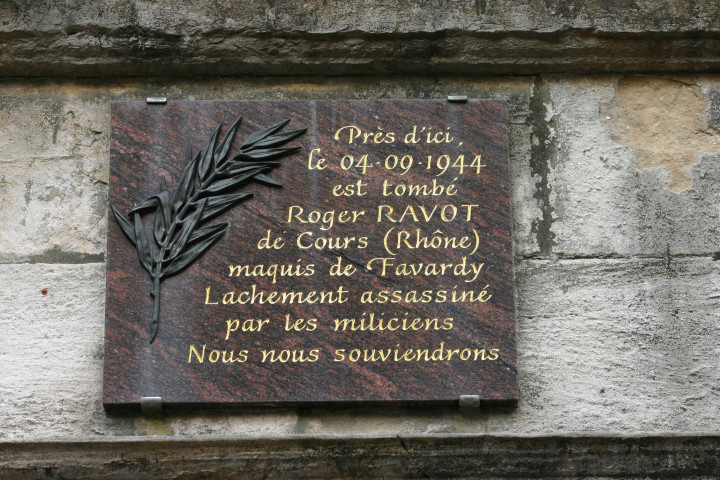 Près d'ici,
le 04-09-1944
est tombé
Roger RAVOT
de Cours (Rhône)
maquis de Favardy
Lachement assassiné
par les miliciens
Nous nous souviendrons